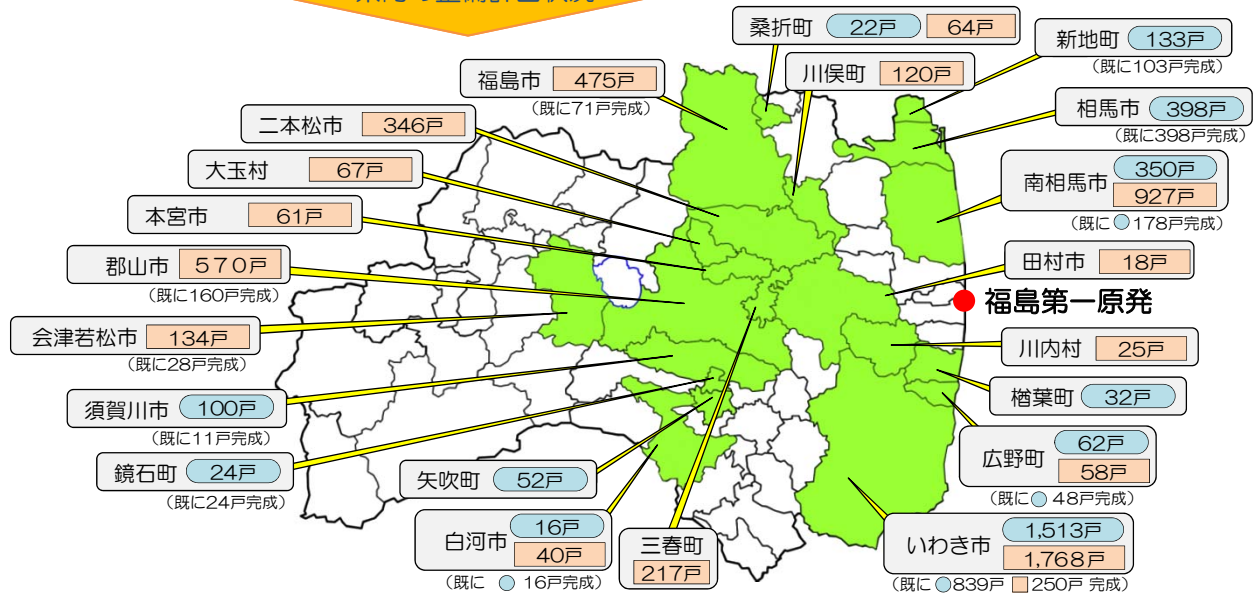 桑折町 22戸 64戸
新地町 133戸
(既に103戸完成)
福島市 475戸
(既に71戸完成)
川俣町 120戸
相馬市 398戸
(既に398戸完成)
二本松市 346戸
大玉村 67戸
南相馬市 350戸
927戸
(既に 178戸完成)
本宮市 61戸
郡山市 570戸
(既に160戸完成)
田村市 18戸
福島第一原発
会津若松市 134戸
(既に28戸完成)
川内村 25戸
須賀川市 100戸
(既に11戸完成)
楢葉町 32戸
鏡石町 24戸
(既に24戸完成)
矢吹町 52戸
広野町 62戸
58戸
(既に 48戸完成)
白河市 16戸
40戸
(既に 16戸完成)
三春町
217戸
いわき市 1,513戸
1,768戸
(既に 839戸 250戸 完成)